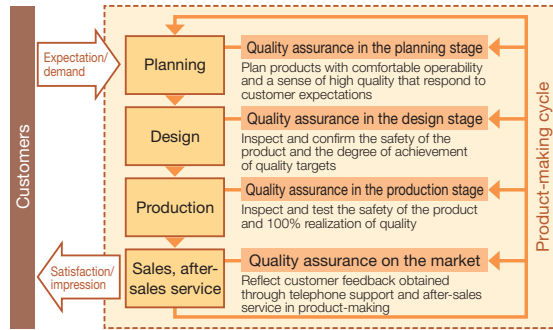 Customers
Expectation/
demand
Planning
Quality assurance in the planning stage
Plan products with comfortable operability
and a sense of high quality that respond to
customer expectations
Design
Quality assurance in the design stage
Inspect and confirm the safety of the
product and the degree of achievement
of quality targets
Production
Quality assurance in the production stage
Inspect and test the safety of the product
and 100% realization of quality
Satisfaction/
impression
Sales, after-
sales service
Quality assurance on the market
Reflect customer feedback obtained
through telephone support and after-sales
service in product-making
Product-making cycle